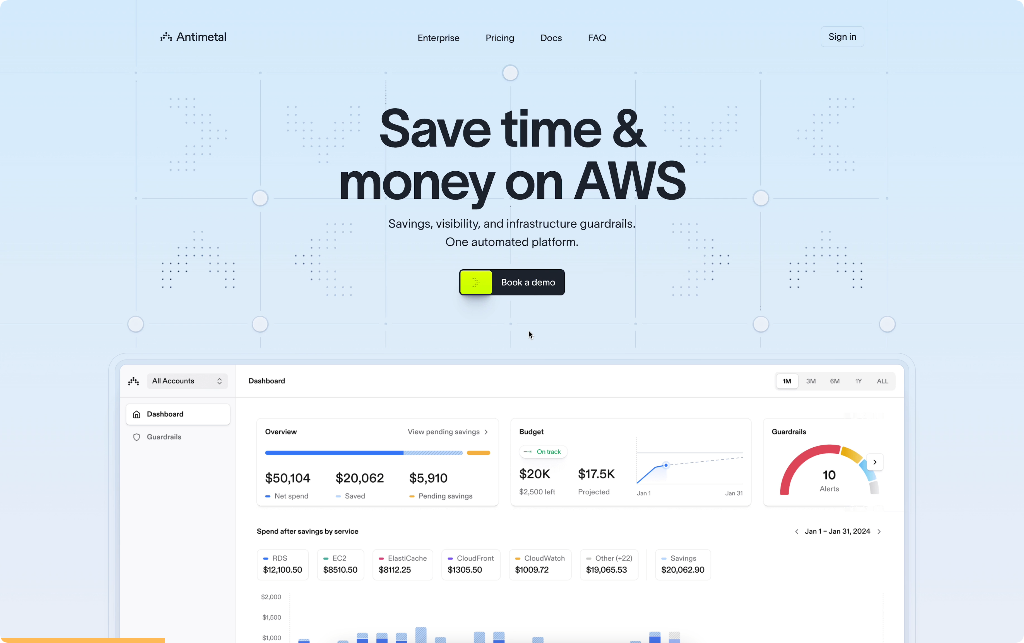 Antimetal
Enterprise
Pricing
Docs
FAQ
Sign in
Save time &
money on AWS
Savings, visibility, and infrastructure guardrails.
One automated platform.
Book a demo
All Accounts
Dashboard
1M
3M
6M
1Y
ALL
Dashboard
Guardrails
Overview
View pending savings
$50,104
$20,062
$5,910
Net spend
Saved
Pending savings
Budget
On track
$20K
$17.5K
$2,500 left
Projected
Jan 1
Jan 31
Guardrails
10
Alerts
Spend after savings by service
Jan 1 – Jan 31, 2024
RDS
$12,100.50
EC2
$8510.50
ElastiCache
$8112.25
CloudFront
$1305.50
CloudWatch
$1009.72
Other (+22)
$19,065.53
Savings
$20,062.90
$2,000
$1,500
$1,000